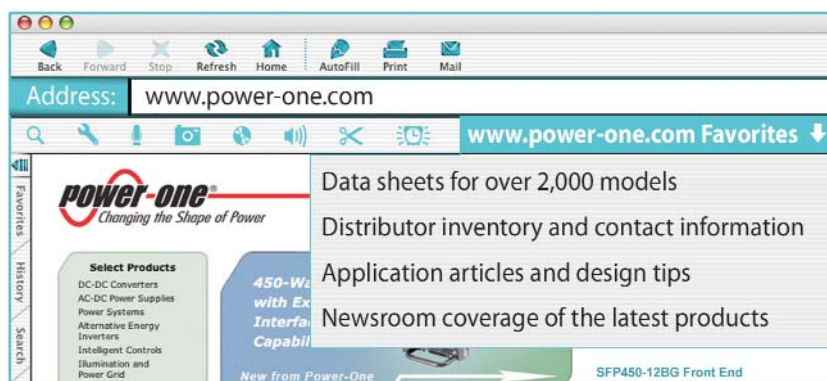 Back Forward Stop Refresh Home AutoFill Print Mail
Address: www.power-one.com
www.power-one.com Favorites
Favorites
History
Search
power-one®
Changing the Shape of Power
Data sheets for over 2,000 models
Distributor inventory and contact information
Application articles and design tips
Newsroom coverage of the latest products
Select Products
DC-DC Converters
AC-DC Power Supplies
Power Systems
Alternative Energy
Inverters
Intelligent Controls
Illumination and
Power Grid
with
New from Power-One
SFP450-12BG Front End